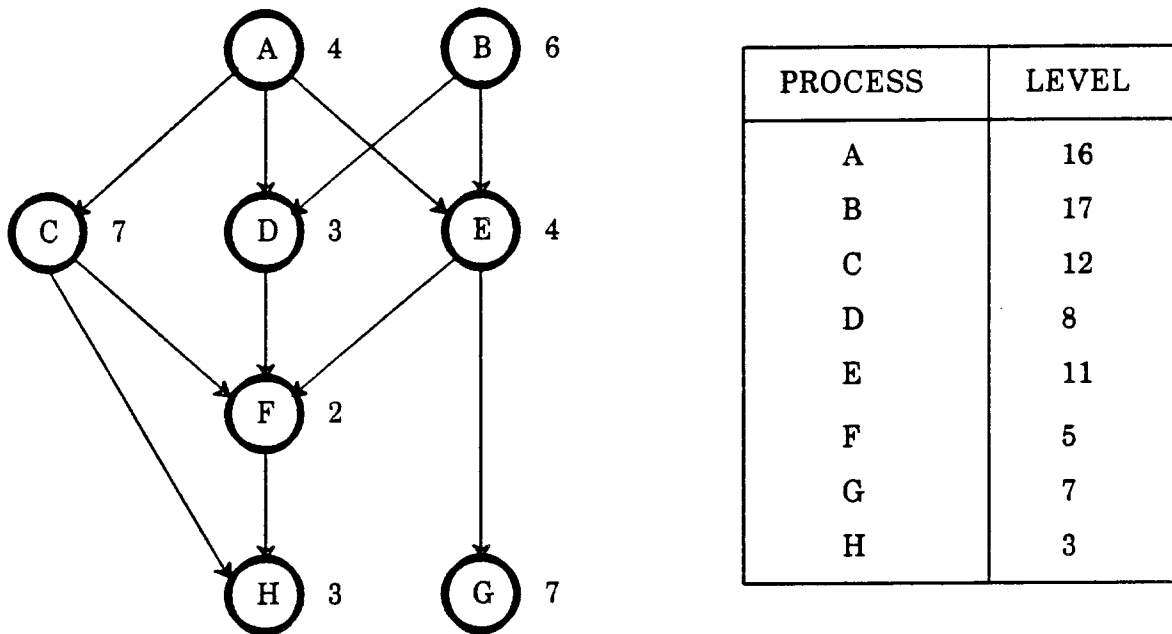 A 4 B 6
C 7 D 3 E 4
F 2
H 3 G 7
PROCESS LEVEL
A 16
B 17
C 12
D 8
E 11
F 5
G 7
H 3